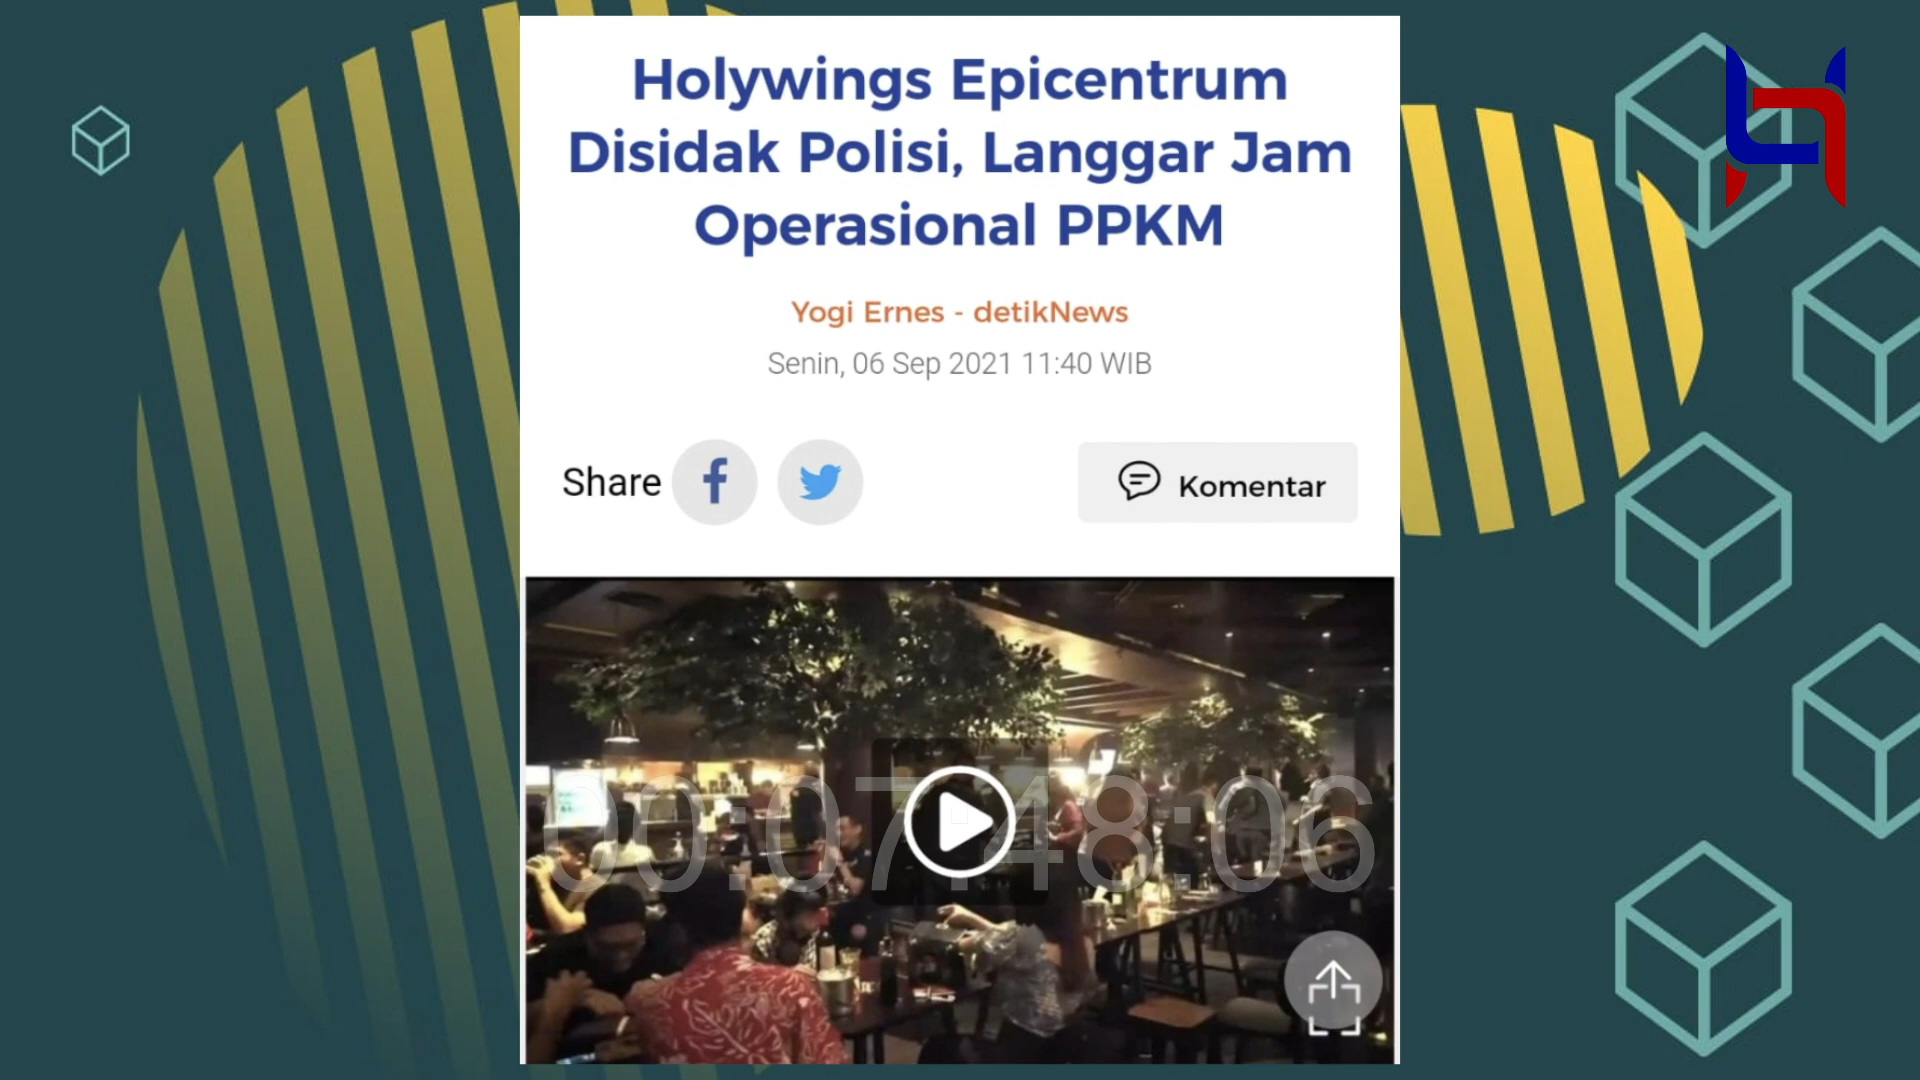 Holywings Epicentrum
Disidak Polisi, Langgar Jam
Operasional PPKM
Yogi Ernes - detikNews
Senin, 06 Sep 2021 11:40 WIB
Share
Komentar
00:07:48:06